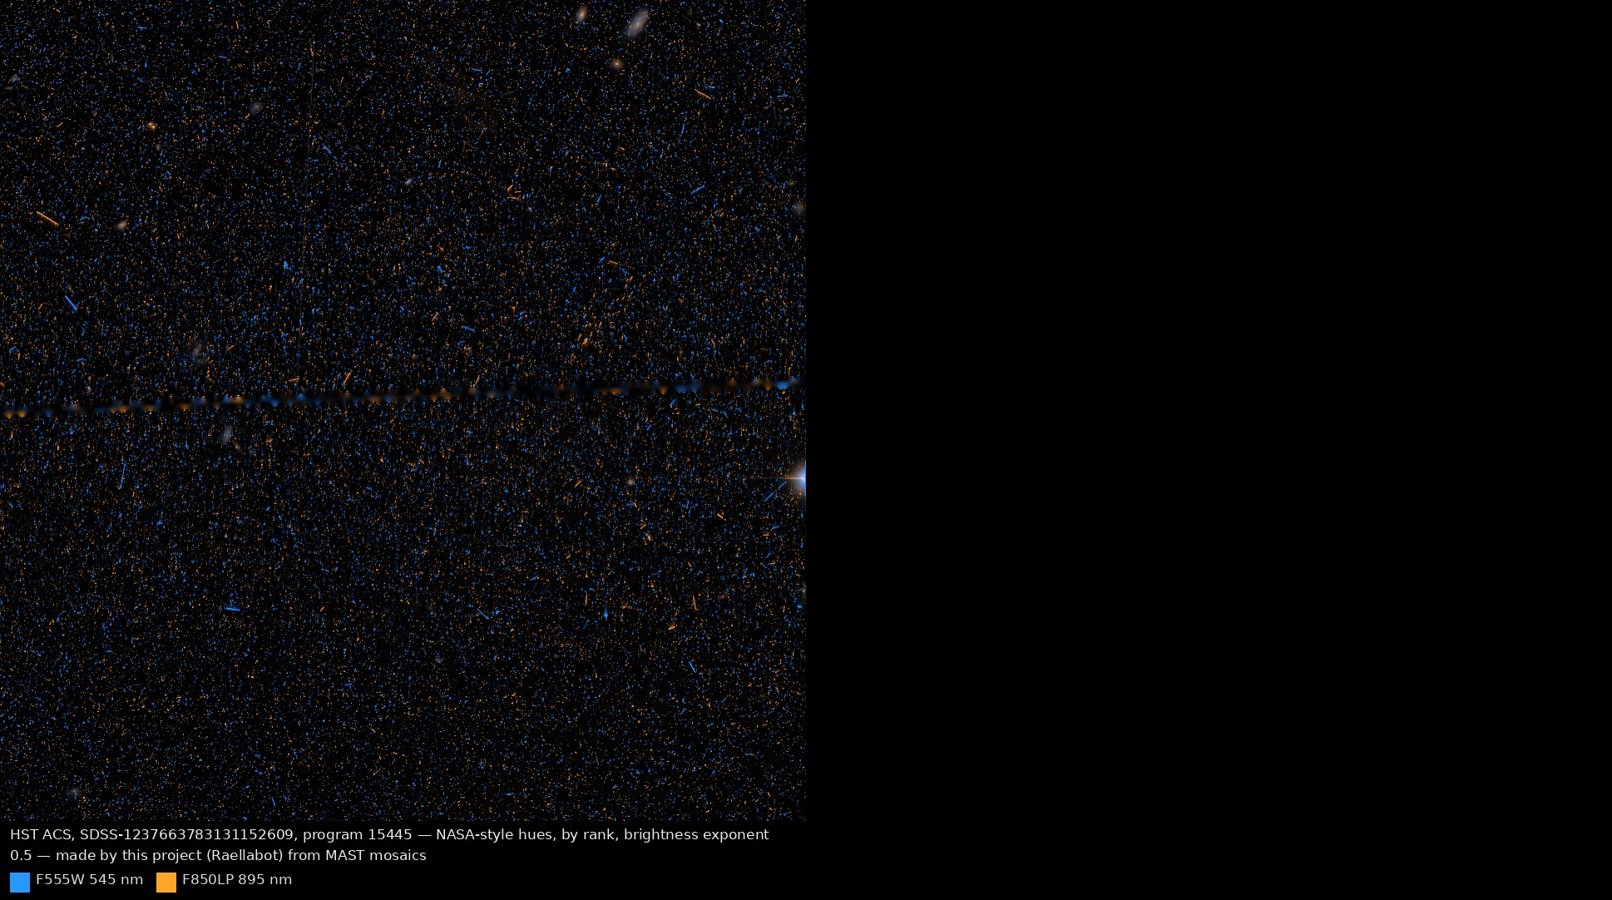 HST ACS, SDSS-1237663783131152609, program 15445 — NASA-style hues, by rank, brightness exponent
0.5 — made by this project (Raellabot) from MAST mosaics
F555W 545 nm F850LP 895 nm